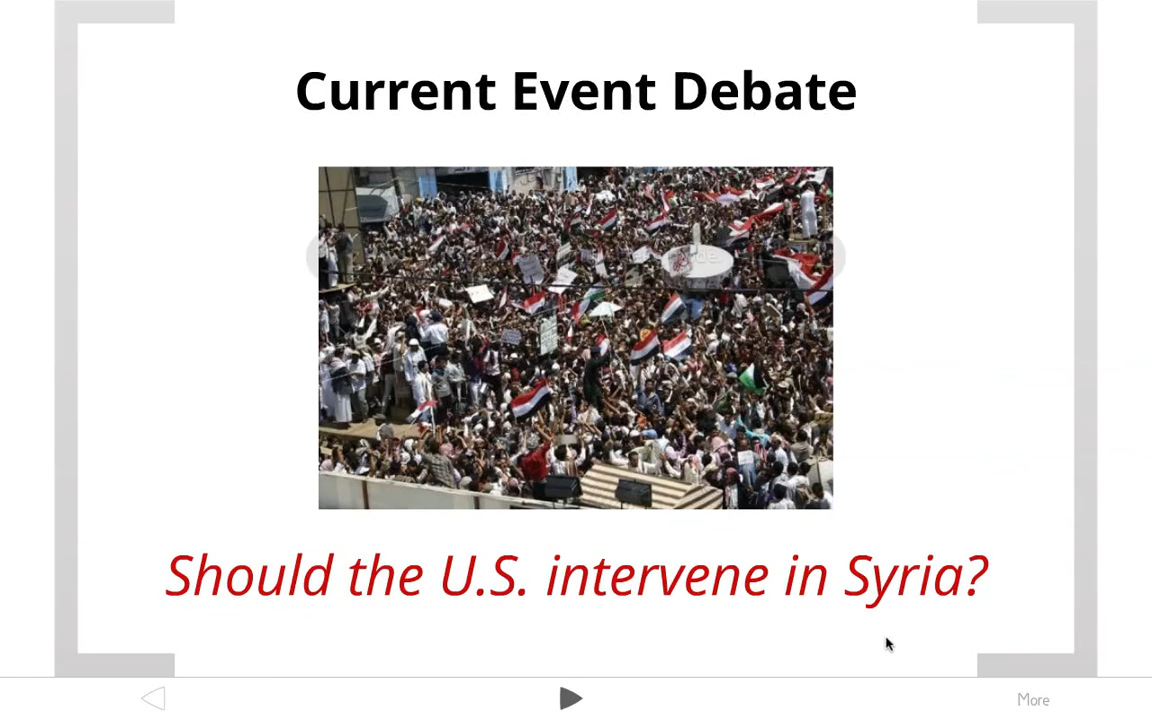 Current Event Debate
Should the U.S. intervene in Syria?
More